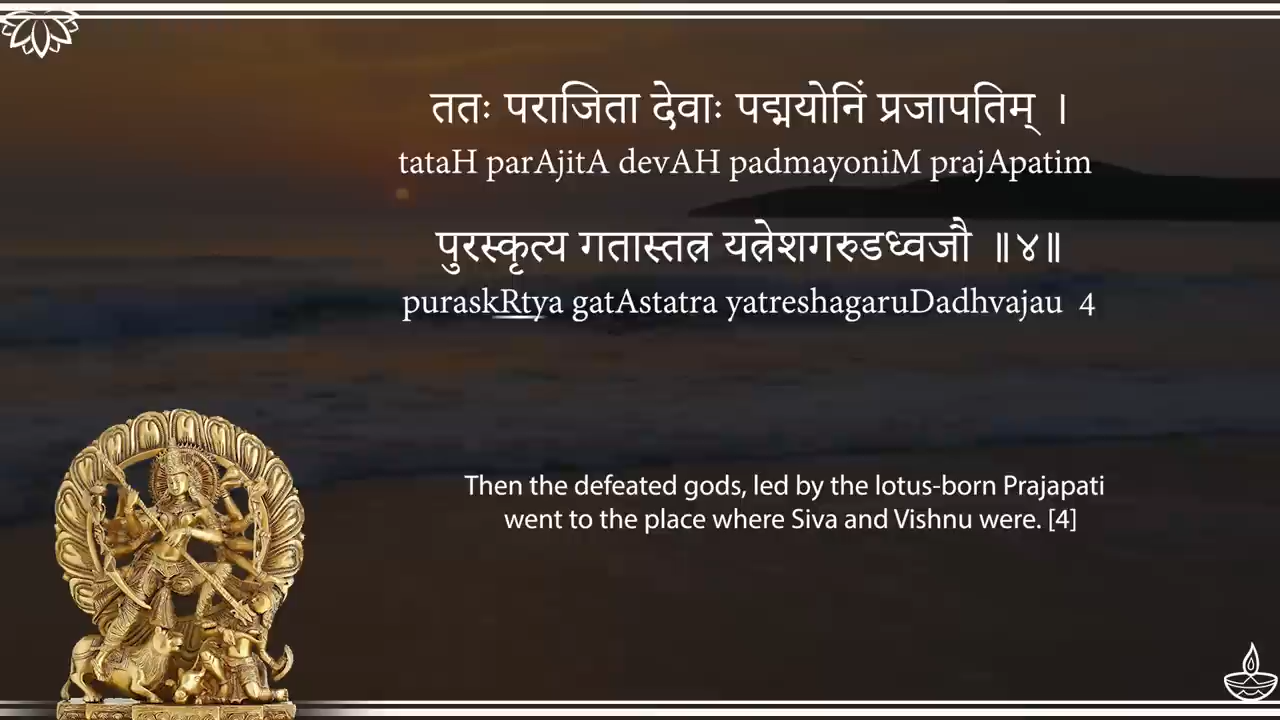 ततः पराजिता देवाः पद्मयोनिं प्रजापतिम् ।
tataH parAjitA devAH padmayoniM prajApatim
पुरस्कृत्य गतास्तत्र यत्रेशगरुडध्वजौ ॥४॥
puraskRtya gatAstatra yatreshagaruDadhvajau 4
Then the defeated gods, led by the lotus-born Prajapati
went to the place where Siva and Vishnu were. [4]